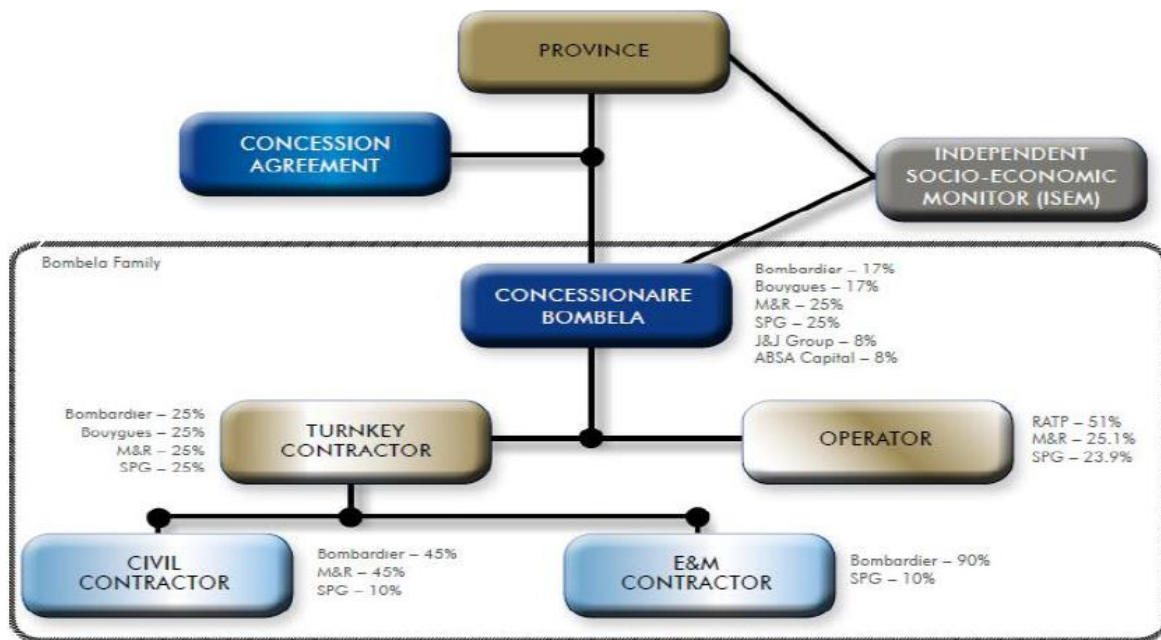 PROVINCE
CONCESSION
AGREEMENT
INDEPENDENT
SOCIO-ECONOMIC
MONITOR (ISEM)
Bombela Family
CONCESSIONAIRE
BOMBELA
Bombardier – 17%
Bouygues – 17%
M&R – 25%
SPG – 25%
J&J Group – 8%
ABSA Capital – 8%
Bombardier – 25%
Bouygues – 25%
M&R – 25%
SPG – 25%
TURNKEY
CONTRACTOR
OPERATOR
RATP – 51%
M&R – 25.1%
SPG – 23.9%
CIVIL
CONTRACTOR
Bombardier – 45%
M&R – 45%
SPG – 10%
E&M
CONTRACTOR
Bombardier – 90%
SPG – 10%